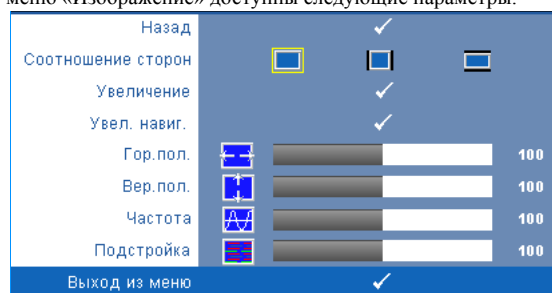 меню «Изображение» доступны следующие параметры:
Назад
Соотношение сторон
Увеличение
Увел. навиг.
Гор.пол. 100
Вер.пол. 100
Частота 100
Подстройка 100
Выход из меню